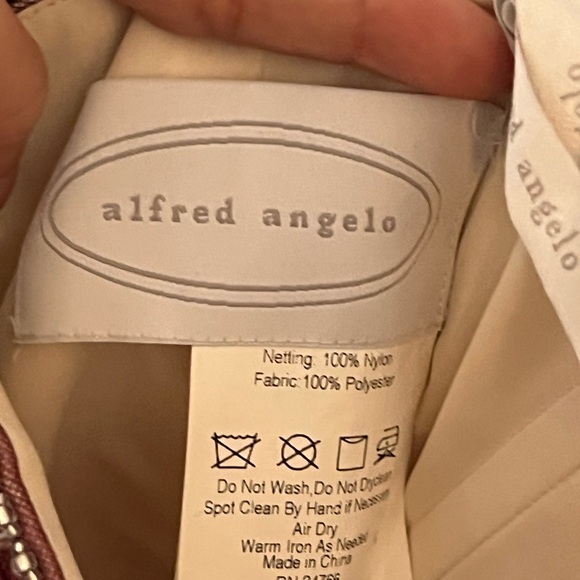 alfred angelo
angelo
Netting: 100% Nylon
Fabric:100% Polyester
Do Not Wash,Do Not Dryclean
Spot Clean By Hand if Necessary
Air Dry
Warm Iron As Needed
Made in China